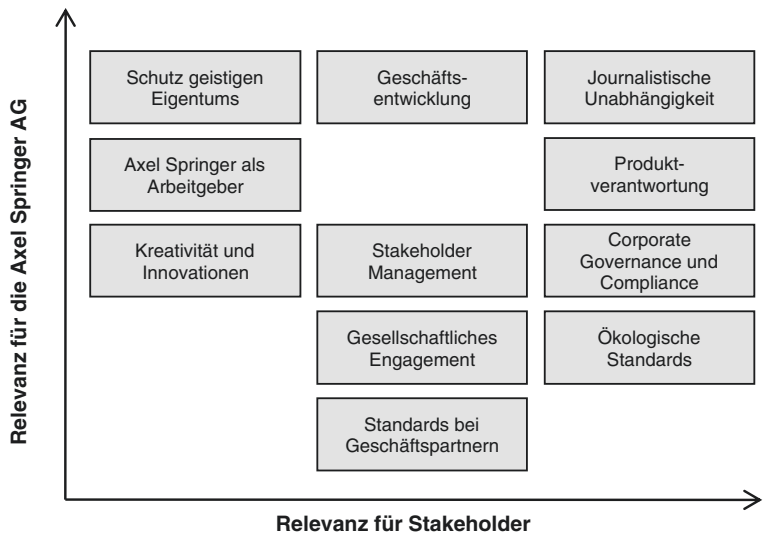 Relevanz für die Axel Springer AG
Schutz geistigen
Eigentums
Geschäfts-
entwicklung
Journalistische
Unabhängigkeit
Axel Springer als
Arbeitgeber
Produkt-
verantwortung
Kreativität und
Innovationen
Stakeholder
Management
Corporate
Governance und
Compliance
Gesellschaftliches
Engagement
Ökologische
Standards
Standards bei
Geschäftspartnern
Relevanz für Stakeholder